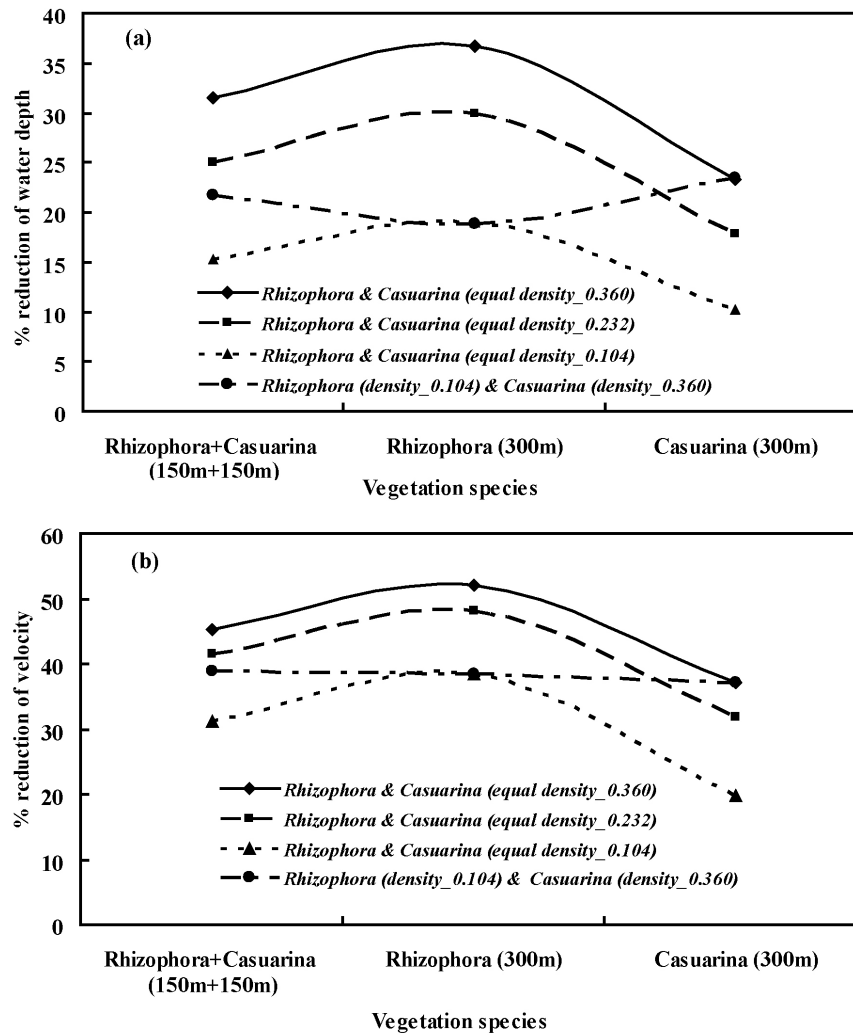 (a)
% reduction of water depth
40
35
30
25
20
15
10
5
0
Rhizophora & Casuarina (equal density_0.360)
Rhizophora & Casuarina (equal density_0.232)
Rhizophora & Casuarina (equal density_0.104)
Rhizophora (density_0.104) & Casuarina (density_0.360)
Rhizophora+Casuarina
(150m+150m)
Rhizophora (300m)
Casuarina (300m)
Vegetation species
(b)
% reduction of velocity
60
50
40
30
20
10
0
Rhizophora & Casuarina (equal density_0.360)
Rhizophora & Casuarina (equal density_0.232)
Rhizophora & Casuarina (equal density_0.104)
Rhizophora (density_0.104) & Casuarina (density_0.360)
Rhizophora+Casuarina
(150m+150m)
Rhizophora (300m)
Casuarina (300m)
Vegetation species